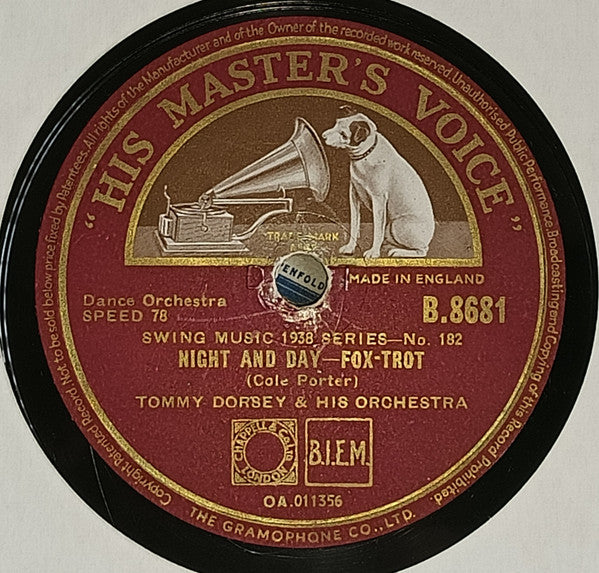 Copyright Patented Record. Not to be sold below price fixed by Patentees. All rights of the Manufacturer and of the Owner of the recorded work reserved. Unauthorised Public Performance, Broadcasting and Copying of this Record Prohibited.
"HIS MASTER'S VOICE"
TRADE MARK
PENFOLD
MADE IN ENGLAND
Dance Orchestra
SPEED 78
B.8681
SWING MUSIC 1938 SERIES—No. 182
NIGHT AND DAY—FOX-TROT
(Cole Porter)
TOMMY DORSEY & HIS ORCHESTRA
CHAPPELL & Co Ltd
LONDON
B.I.E.M.
OA.011356
THE GRAMOPHONE CO., LTD.